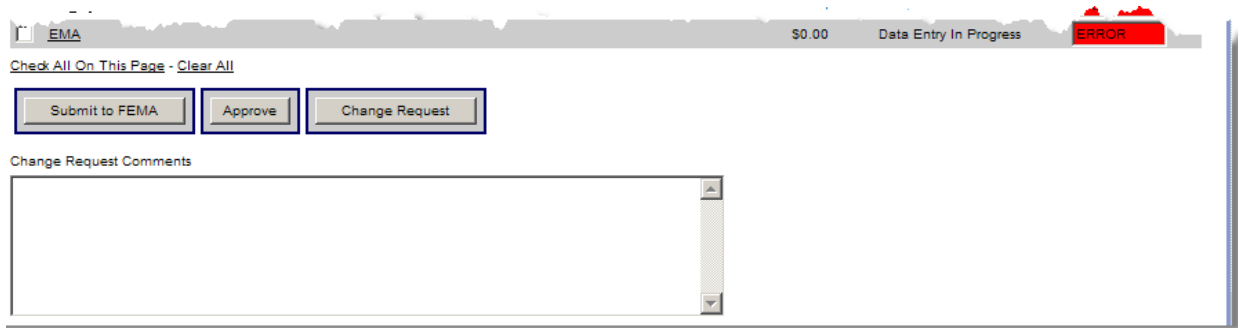 EMA $0.00 Data Entry In Progress ERROR
Check All On This Page - Clear All
Submit to FEMA Approve Change Request
Change Request Comments